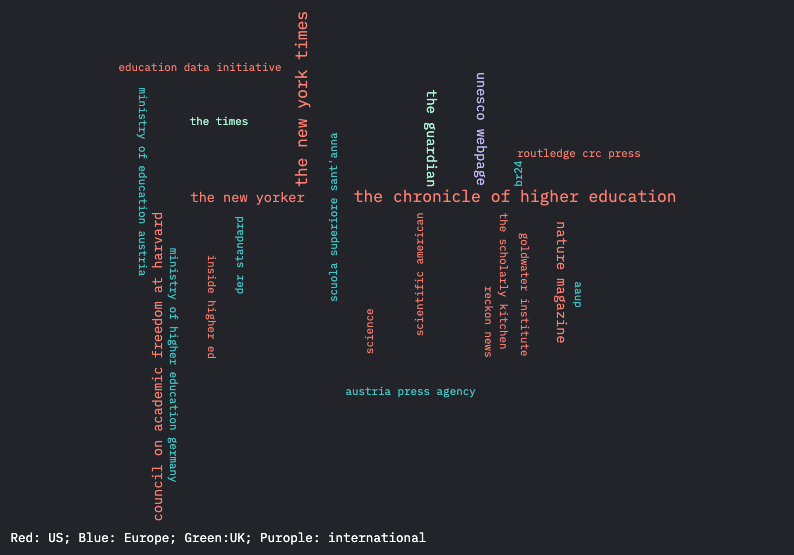 the new york times
education data initiative
ministry of education austria
the times
the guardian
unesco webpage
routledge crc press
br24
scuola superiore sant'anna
the new yorker
the chronicle of higher education
council on academic freedom at harvard
ministry of higher education germany
inside higher ed
der standard
scientific american
the scholarly kitchen
goldwater institute
nature magazine
aaup
reckon news
science
austria press agency
Red: US; Blue: Europe; Green:UK; Purople: international